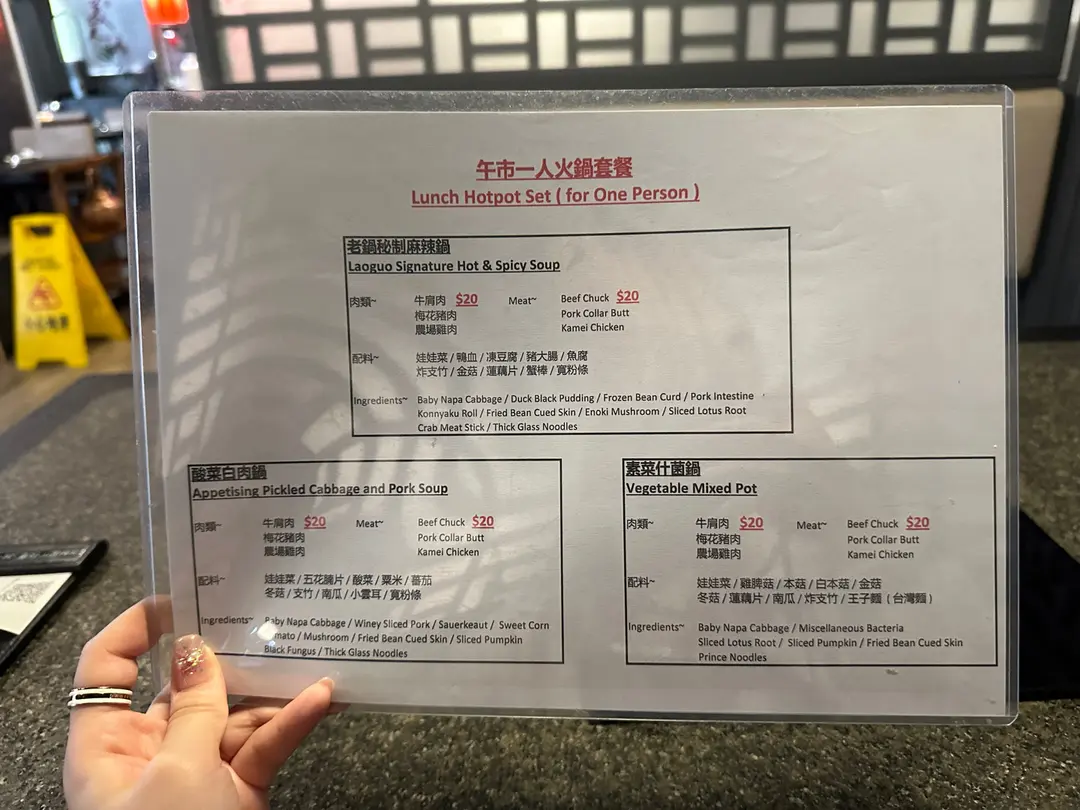 午市一人火鍋套餐
Lunch Hotpot Set ( for One Person )
老鍋秘制麻辣鍋
Laoguo Signature Hot & Spicy Soup
肉類~ 牛肩肉 $20 Meat~ Beef Chuck $20
梅花豬肉 Pork Collar Butt
農場雞肉 Kamei Chicken
配料~ 娃娃菜 / 鴨血 / 凍豆腐 / 豬大腸 / 魚腐
炸支竹 / 金菇 / 蓮藕片 / 蟹棒 / 寬粉條
Ingredients~ Baby Napa Cabbage / Duck Black Pudding / Frozen Bean Curd / Pork Intestine
Konnyaku Roll / Fried Bean Cued Skin / Enoki Mushroom / Sliced Lotus Root
Crab Meat Stick / Thick Glass Noodles
酸菜白肉鍋
Appetising Pickled Cabbage and Pork Soup
肉類~ 牛肩肉 $20 Meat~ Beef Chuck $20
梅花豬肉 Pork Collar Butt
農場雞肉 Kamei Chicken
配料~ 娃娃菜 / 五花腩片 / 酸菜 / 粟米 / 蕃茄
冬菇 / 支竹 / 南瓜 / 小雲耳 / 寬粉條
Ingredients~ Baby Napa Cabbage / Winey Sliced Pork / Sauerkeaut / Sweet Corn
mato / Mushroom / Fried Bean Cued Skin / Sliced Pumpkin
Black Fungus / Thick Glass Noodles
素菜什菌鍋
Vegetable Mixed Pot
肉類~ 牛肩肉 $20 Meat~ Beef Chuck $20
梅花豬肉 Pork Collar Butt
農場雞肉 Kamei Chicken
配料~ 娃娃菜 / 雞脾菇 / 本菇 / 白本菇 / 金菇
冬菇 / 蓮藕片 / 南瓜 / 炸支竹 / 王子麵 ( 台灣麵 )
Ingredients~ Baby Napa Cabbage / Miscellaneous Bacteria
Sliced Lotus Root / Sliced Pumpkin / Fried Bean Cued Skin
Prince Noodles